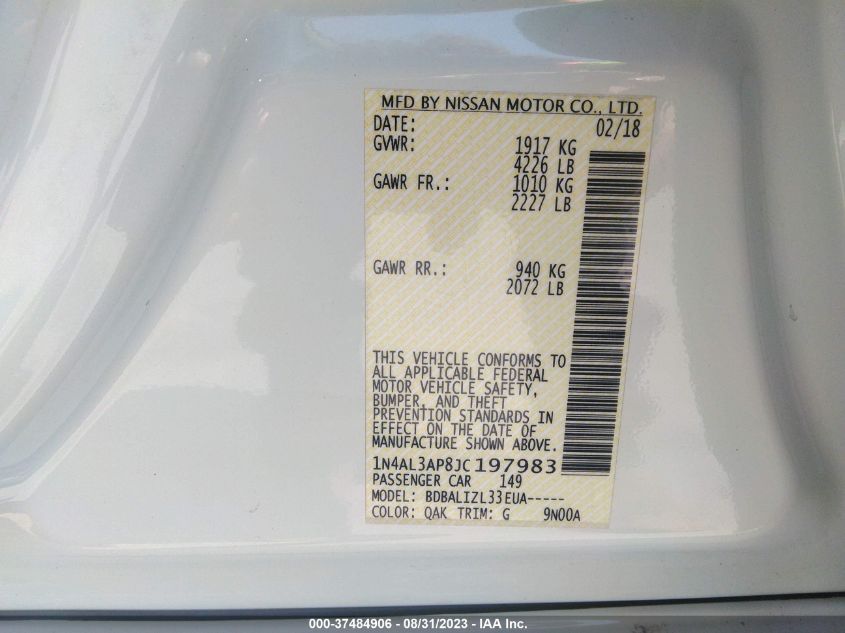 MFD BY NISSAN MOTOR CO., LTD.
DATE: 02/18
GVWR: 1917 KG
4226 LB
GAWR FR.: 1010 KG
2227 LB
GAWR RR.: 940 KG
2072 LB
THIS VEHICLE CONFORMS TO
ALL APPLICABLE FEDERAL
MOTOR VEHICLE SAFETY,
BUMPER, AND THEFT
PREVENTION STANDARDS IN
EFFECT ON THE DATE OF
MANUFACTURE SHOWN ABOVE.
1N4AL3AP8JC197983
PASSENGER CAR 149
MODEL: BDBALIZL33EUA-----
COLOR: QAK TRIM: G 9N00A
000-37484906 - 08/31/2023 - IAA Inc.